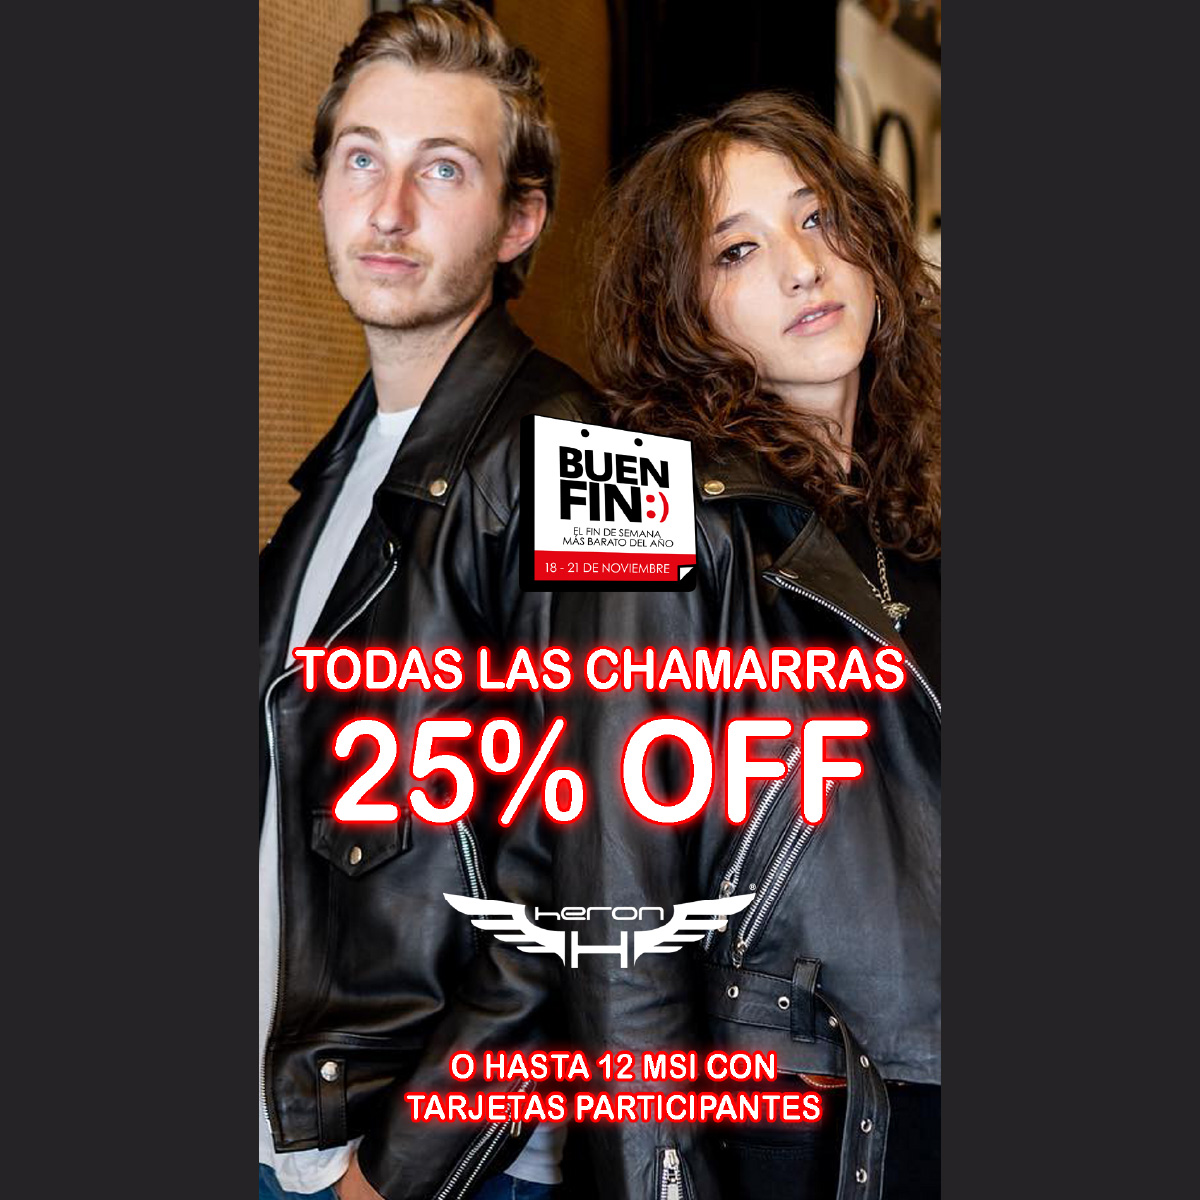 BUEN
FIN:)
EL FIN DE SEMANA
MÁS BARATO DEL AÑO
18 - 21 DE NOVIEMBRE
TODAS LAS CHAMARRAS
25% OFF
heron
®
H
O HASTA 12 MSI CON
TARJETAS PARTICIPANTES